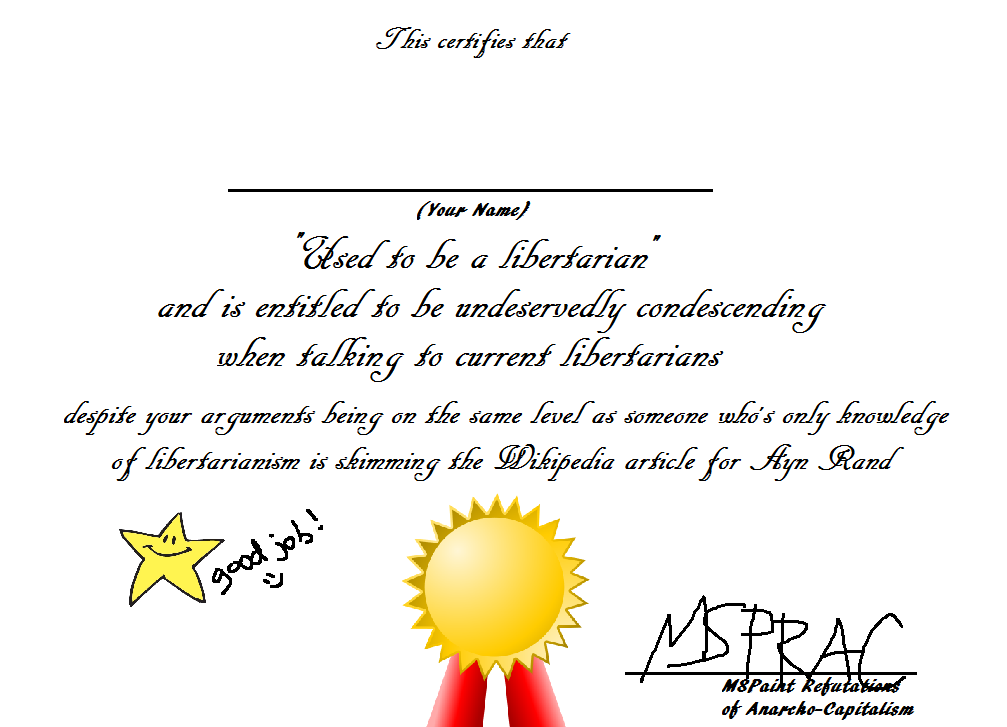 This certifies that
(Your Name)
"Used to be a libertarian"
and is entitled to be undeservedly condescending
when talking to current libertarians
despite your arguments being on the same level as someone who's only knowledge
of libertarianism is skimming the Wikipedia article for Ayn Rand
good job!
MSPRAC
MSPaint Refutations
of Anarcho-Capitalism